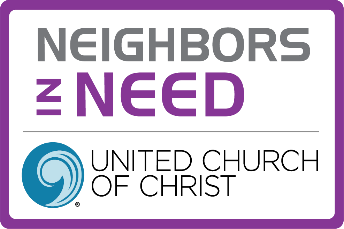 NEIGHBORS
IN NEED
UNITED CHURCH
OF CHRIST
®